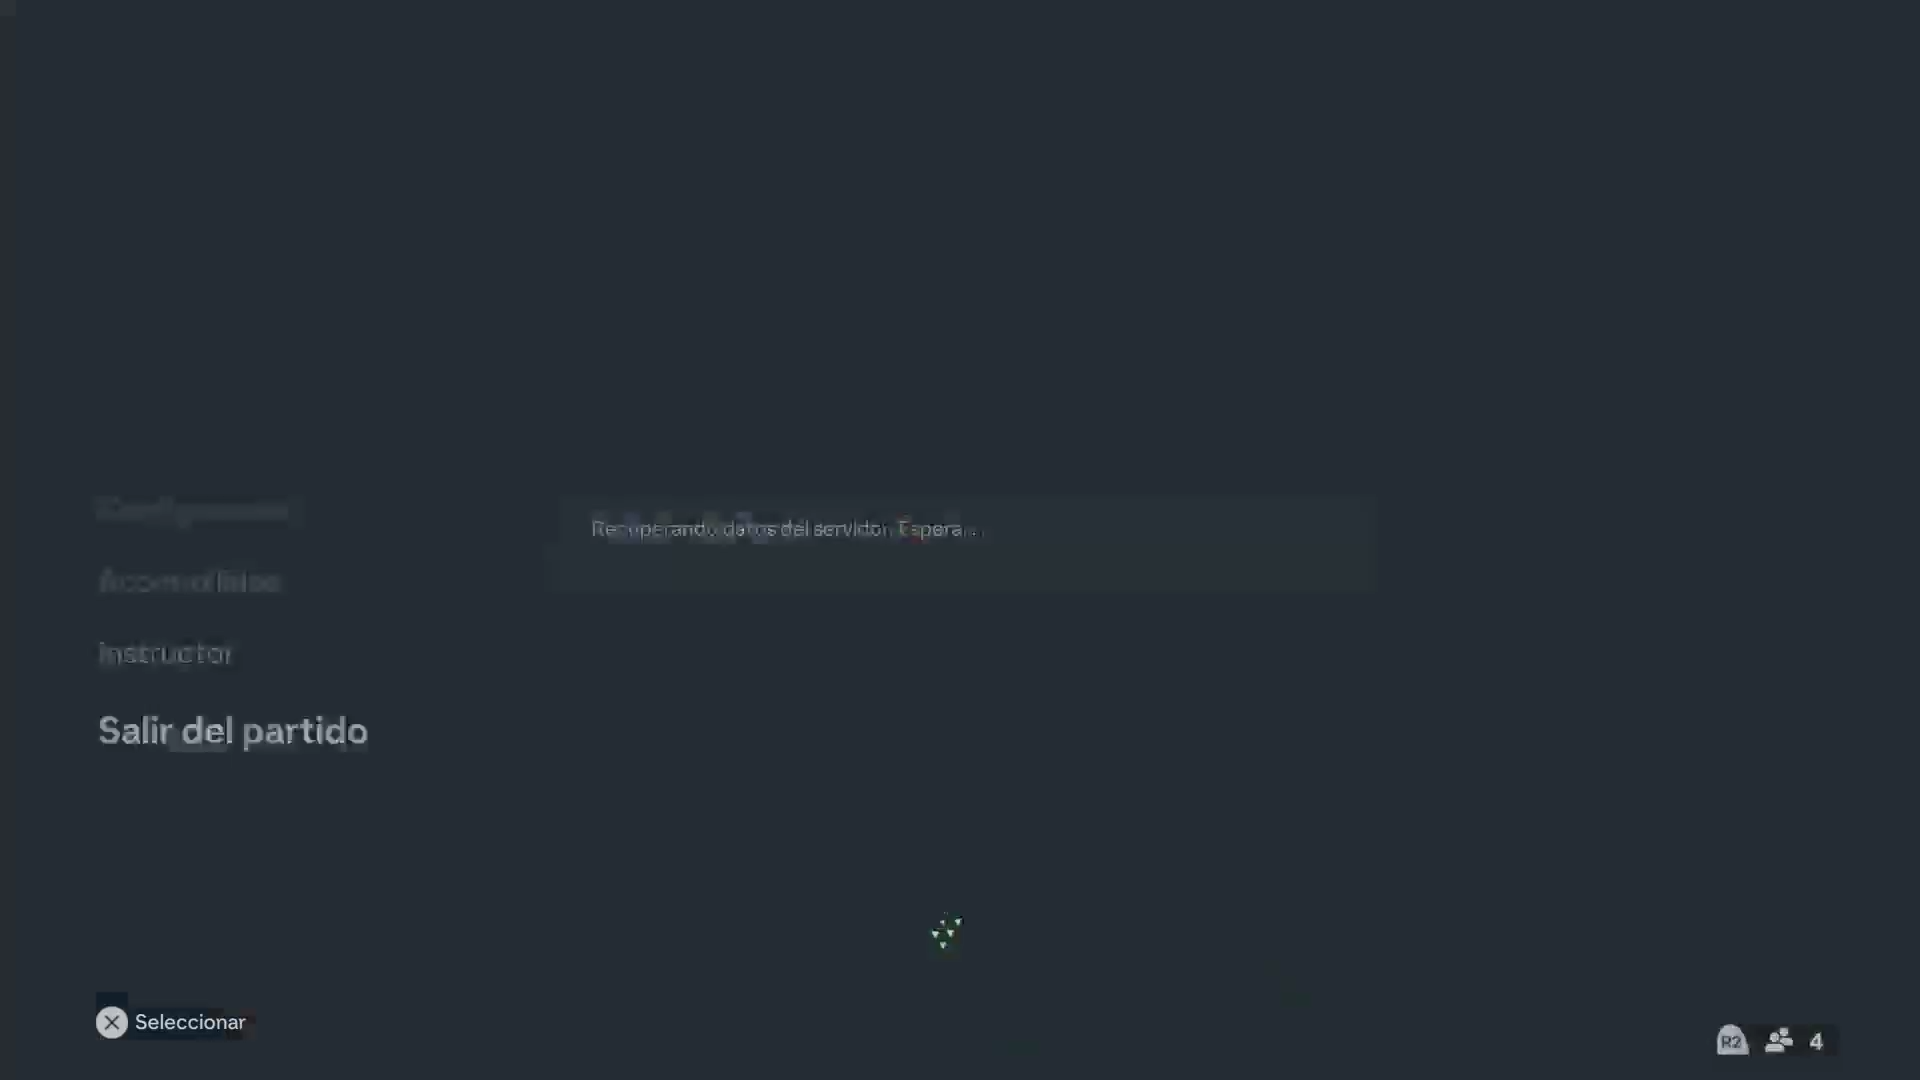 Recuperando datos del servidor. Espera...
Instructor
Salir del partido
Seleccionar
R2 4